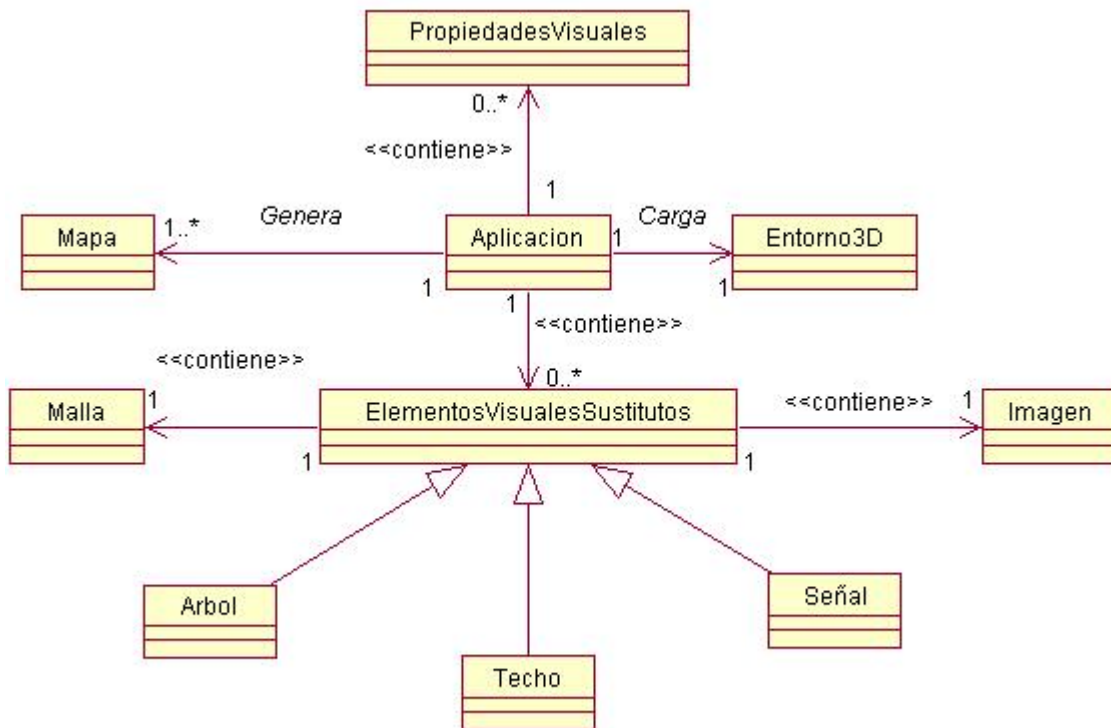 PropiedadesVisuales
0..*
<<contiene>>
1
Mapa
1..*
Genera
1
Aplicacion
1
Carga
1
Entorno3D
1
<<contiene>>
0..*
<<contiene>>
Malla
1
1
ElementosVisualesSustitutos
1
<<contiene>>
1
Imagen
Arbol
Techo
Señal